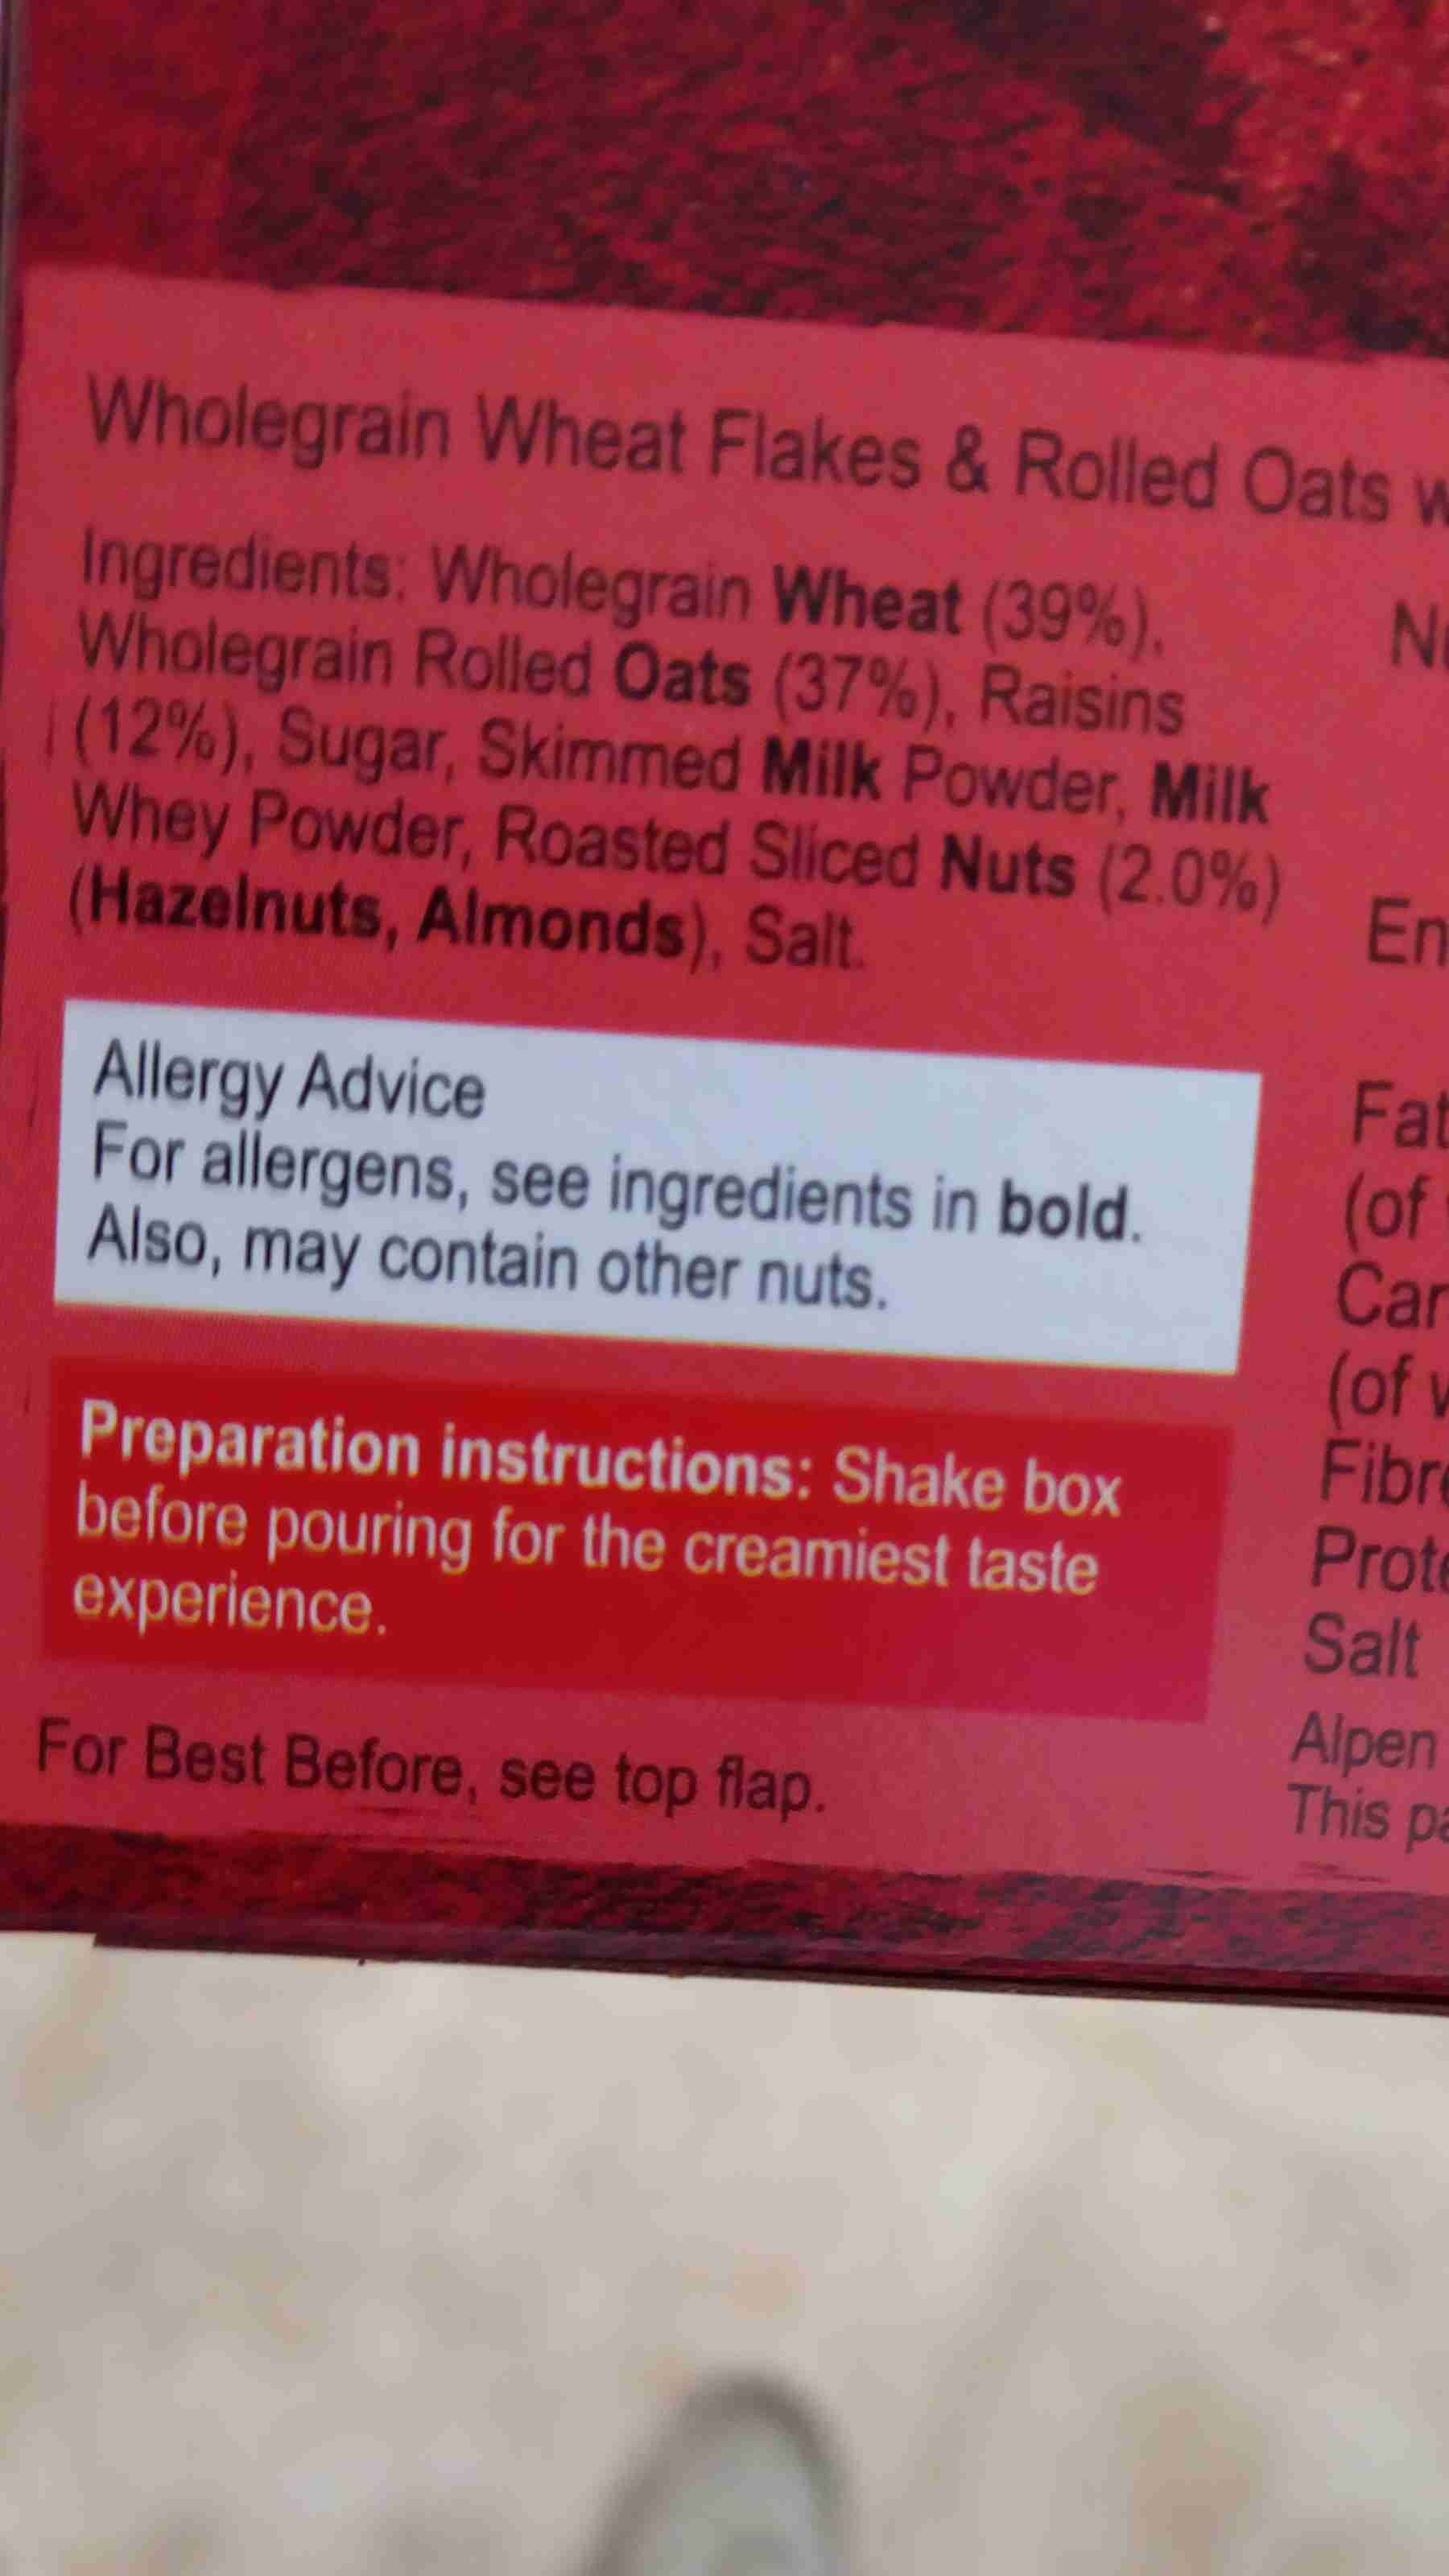 Wholegrain Wheat Flakes & Rolled Oats w
Ingredients: Wholegrain Wheat (39%),
Wholegrain Rolled Oats (37%), Raisins
(12%), Sugar, Skimmed Milk Powder, Milk
Whey Powder, Roasted Sliced Nuts (2.0%)
(Hazelnuts, Almonds), Salt.
Allergy Advice
For allergens, see ingredients in bold.
Also, may contain other nuts.
Preparation instructions: Shake box
before pouring for the creamiest taste
experience.
For Best Before, see top flap.
En
Fat
(of
Car
(of
Fibre
Prote
Salt
Alpen
This